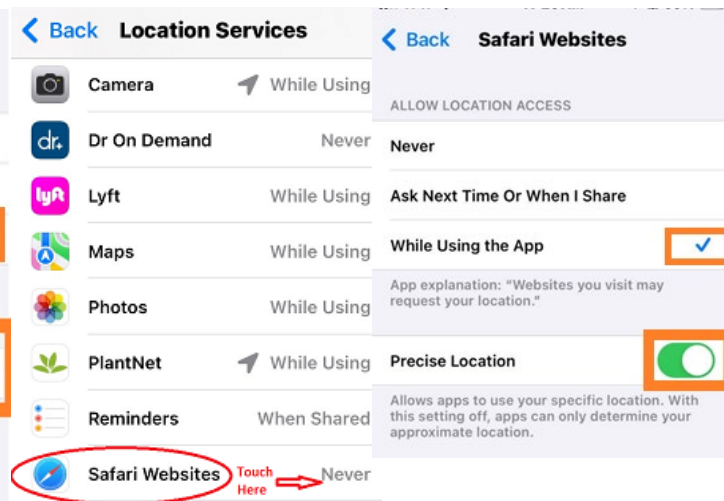 Back Location Services
Camera While Using
dr. Dr On Demand Never
lyft Lyft While Using
Maps While Using
Photos While Using
PlantNet While Using
Reminders When Shared
Safari Websites Touch Here Never
Back Safari Websites
ALLOW LOCATION ACCESS
Never
Ask Next Time Or When I Share
While Using the App
App explanation: “Websites you visit may
request your location.”
Precise Location
Allows apps to use your specific location. With
this setting off, apps can only determine your
approximate location.